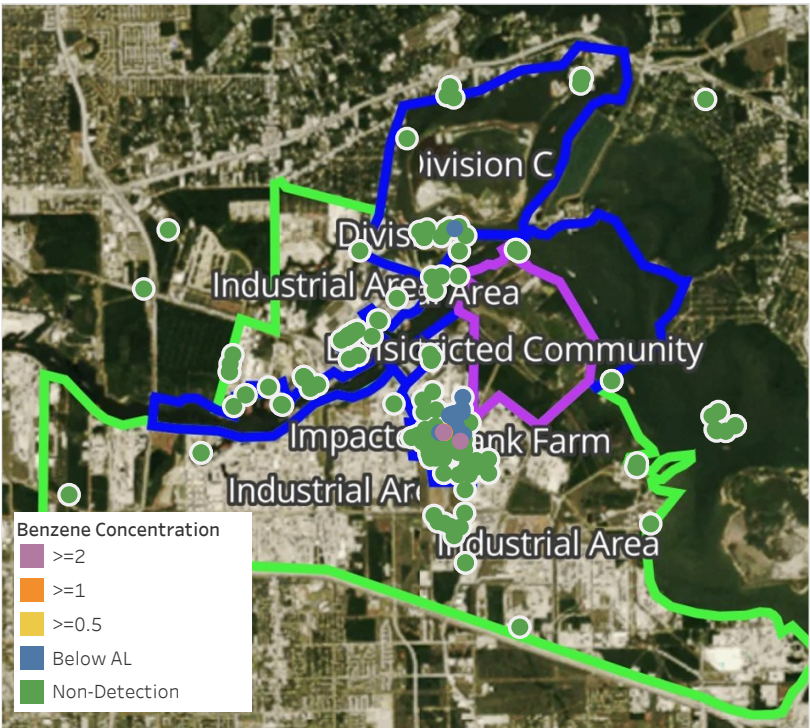 Division C
Divis
Industrial Area
Area
Restricted Community
Impacte
ank Farm
Industrial Are
Industrial Area
Benzene Concentration
>=2
>=1
>=0.5
Below AL
Non-Detection